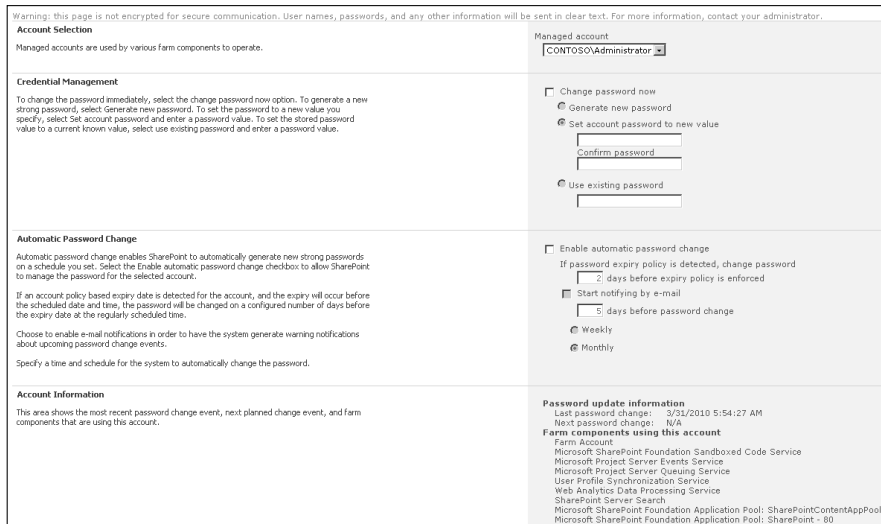 Warning: this page is not encrypted for secure communication. User names, passwords, and any other information will be sent in clear text. For more information, contact your administrator.
Account Selection
Managed accounts are used by various farm components to operate.
Managed account
CONTOSO\Administrator
Credential Management
To change the password immediately, select the change password now option. To generate a new
strong password, select Generate new password. To set the password to a new value you
specify, select Set account password and enter a password value. To set the stored password
value to a current known value, select use existing password and enter a password value.
Change password now
Generate new password
Set account password to new value
Confirm password
Use existing password
Automatic Password Change
Automatic password change enables SharePoint to automatically generate new strong passwords
on a schedule you set. Select the Enable automatic password change checkbox to allow SharePoint
to manage the password for the selected account.
If an account policy based expiry date is detected for the account, and the expiry will occur before
the scheduled date and time, the password will be changed on a configured number of days before
the expiry date at the regularly scheduled time.
Choose to enable e-mail notifications in order to have the system generate warning notifications
about upcoming password change events.
Specify a time and schedule for the system to automatically change the password.
Enable automatic password change
If password expiry policy is detected, change password
2 days before expiry policy is enforced
Start notifying by e-mail
5 days before password change
Weekly
Monthly
Account Information
This area shows the most recent password change event, next planned change event, and farm
components that are using this account.
Password update information
Last password change: 3/31/2010 5:54:27 AM
Next password change: N/A
Farm components using this account
Farm Account
Microsoft SharePoint Foundation Sandboxed Code Service
Microsoft Project Server Events Service
Microsoft Project Server Queuing Service
User Profile Synchronization Service
Web Analytics Data Processing Service
SharePoint Server Search
Microsoft SharePoint Foundation Application Pool: SharePointContentAppPool
Microsoft SharePoint Foundation Application Pool: SharePoint - 80